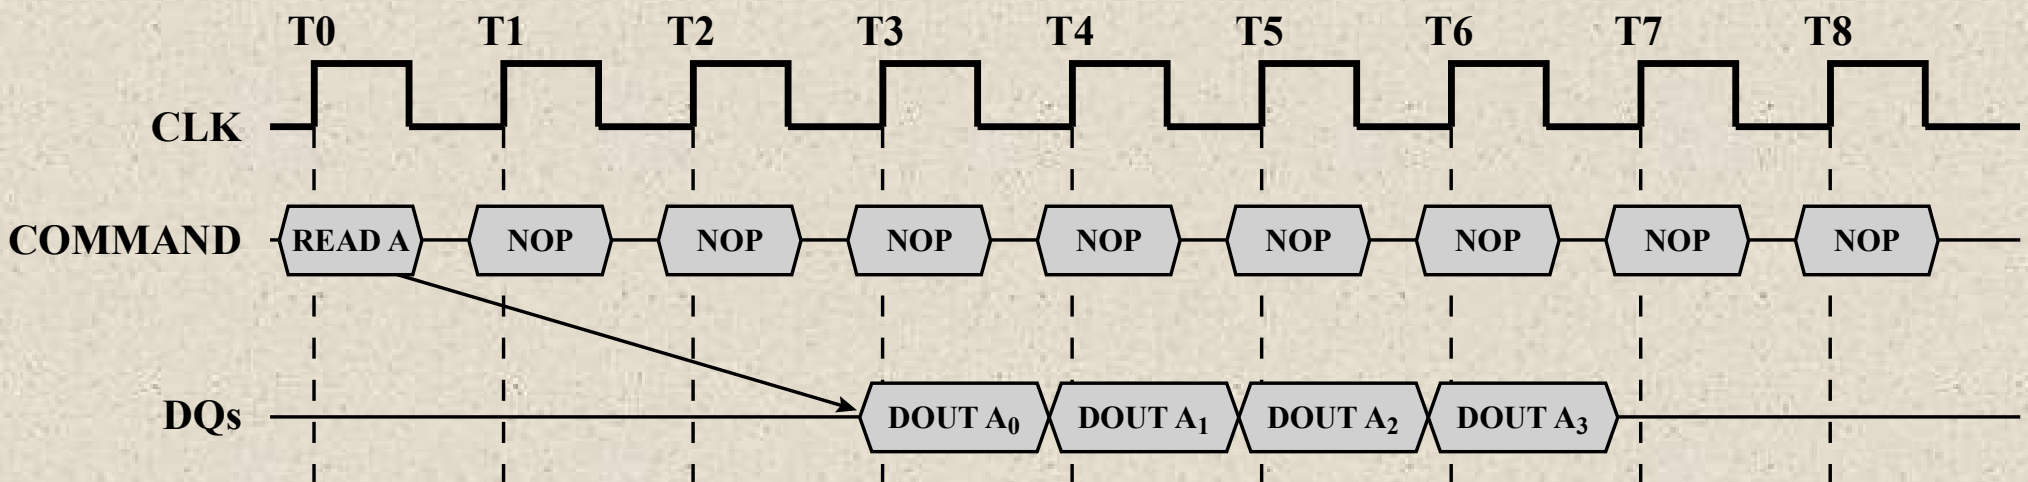 T0 T1 T2 T3 T4 T5 T6 T7 T8
CLK
COMMAND READ A NOP NOP NOP NOP NOP NOP NOP NOP
DQs DOUT A₀ DOUT A₁ DOUT A₂ DOUT A₃